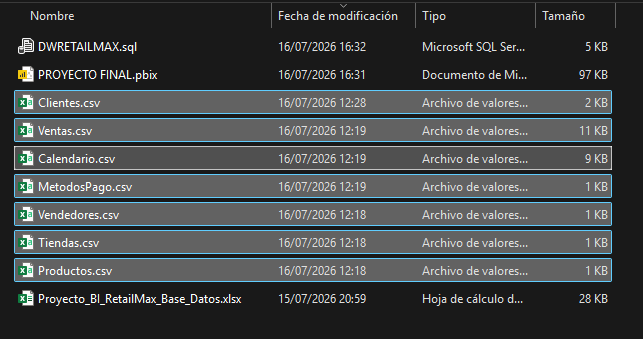 Nombre Fecha de modificación Tipo Tamaño
DWRETAILMAX.sql 16/07/2026 16:32 Microsoft SQL Ser... 5 KB
PROYECTO FINAL.pbix 16/07/2026 16:31 Documento de Mi... 97 KB
Clientes.csv 16/07/2026 12:28 Archivo de valores... 2 KB
Ventas.csv 16/07/2026 12:19 Archivo de valores... 11 KB
Calendario.csv 16/07/2026 12:19 Archivo de valores... 9 KB
MetodosPago.csv 16/07/2026 12:19 Archivo de valores... 1 KB
Vendedores.csv 16/07/2026 12:18 Archivo de valores... 1 KB
Tiendas.csv 16/07/2026 12:18 Archivo de valores... 1 KB
Productos.csv 16/07/2026 12:18 Archivo de valores... 1 KB
Proyecto_BI_RetailMax_Base_Datos.xlsx 15/07/2026 20:59 Hoja de cálculo d... 28 KB